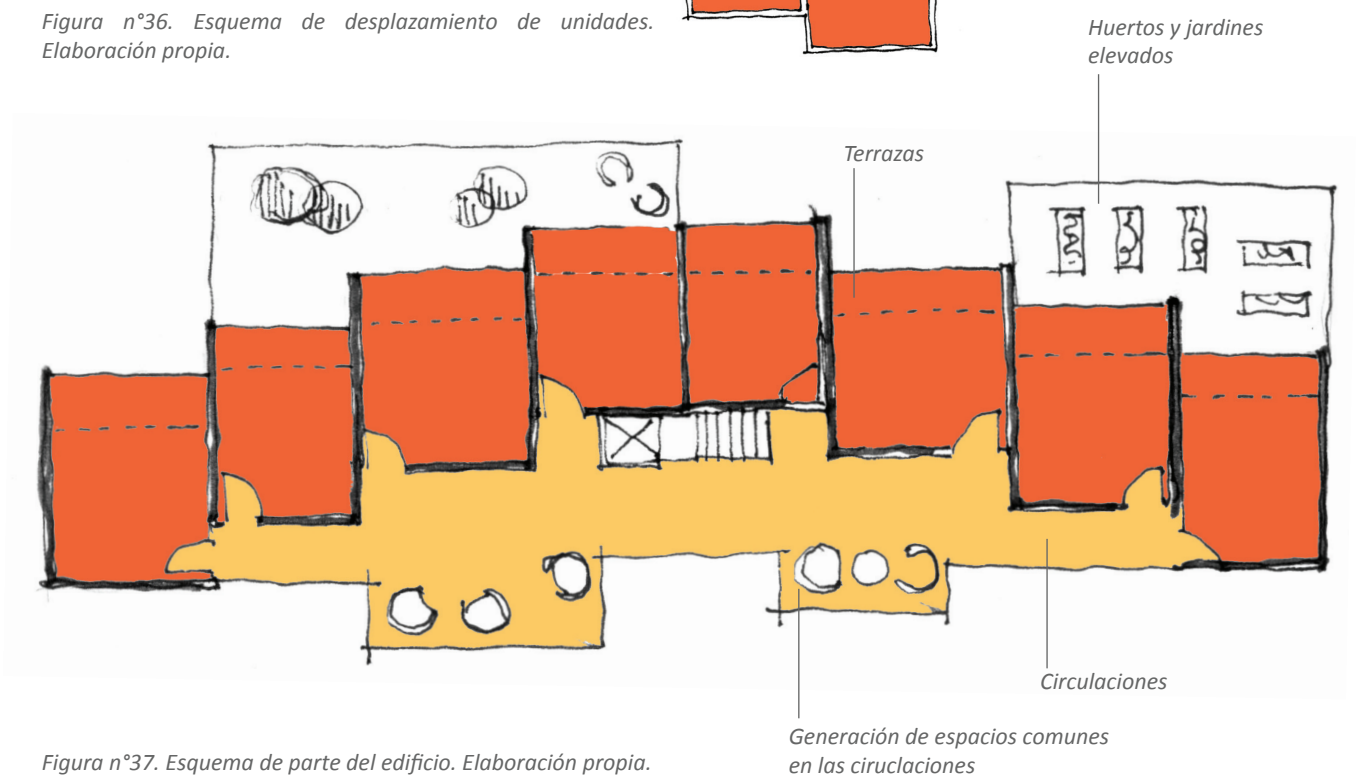 Figura n°36. Esquema de desplazamiento de unidades.
Elaboración propia.
Huertos y jardines
elevados
Terrazas
Circulaciones
Generación de espacios comunes
en las ciruclaciones
Figura n°37. Esquema de parte del edificio. Elaboración propia.